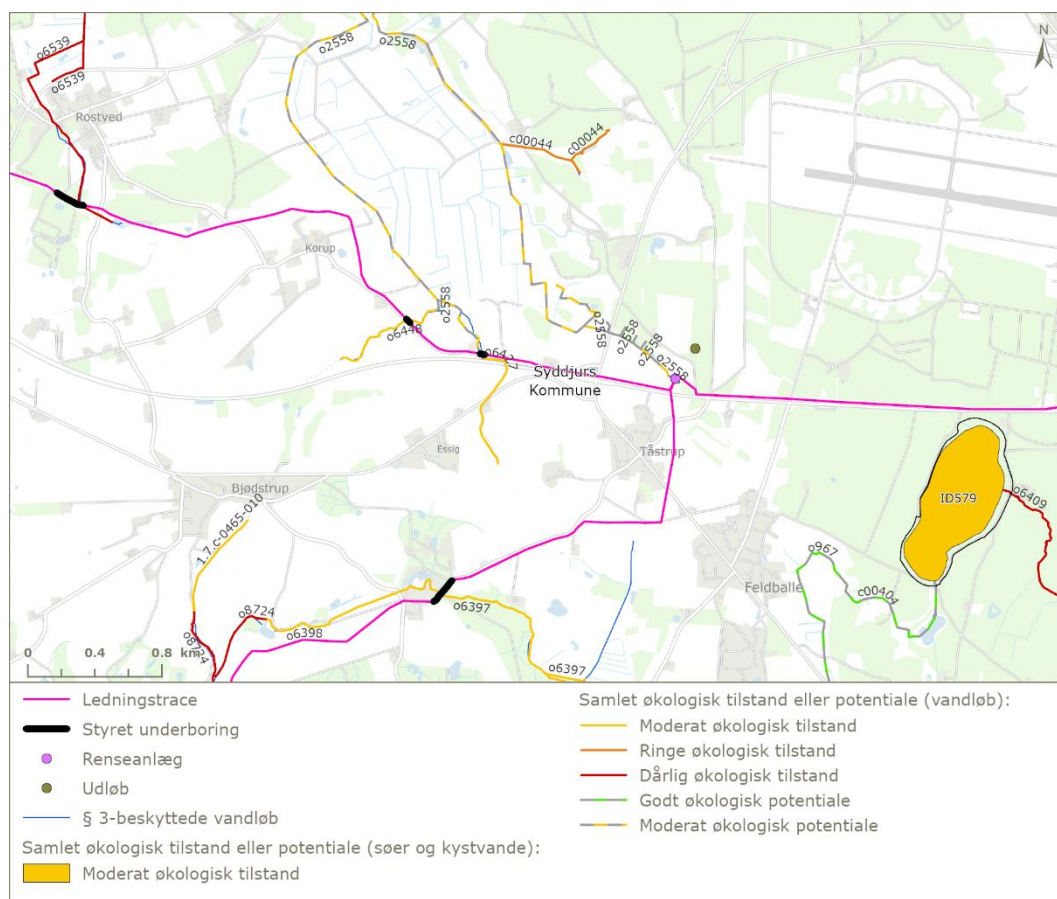 N
o2558
o2558
o6539
o6539
Rostved
c00044
c00044
Korup
o2558
o6448
o2558
o2558
o2558
o2558
Syddjurs
Kommune
Essig
Tåstrup
Bjødstrup
ID579
o6409
1.7.c-0465-010
o967
c00404
Feldballe
o8724
o8724
o6398
o6397
o6397
0 0.4 0.8 km
Ledningstrace
Styret underboring
Renseanlæg
Udløb
§ 3-beskyttede vandløb
Samlet økologisk tilstand eller potentiale (søer og kystvande):
Moderat økologisk tilstand
Samlet økologisk tilstand eller potentiale (vandløb):
Moderat økologisk tilstand
Ringe økologisk tilstand
Dårlig økologisk tilstand
Godt økologisk potentiale
Moderat økologisk potentiale